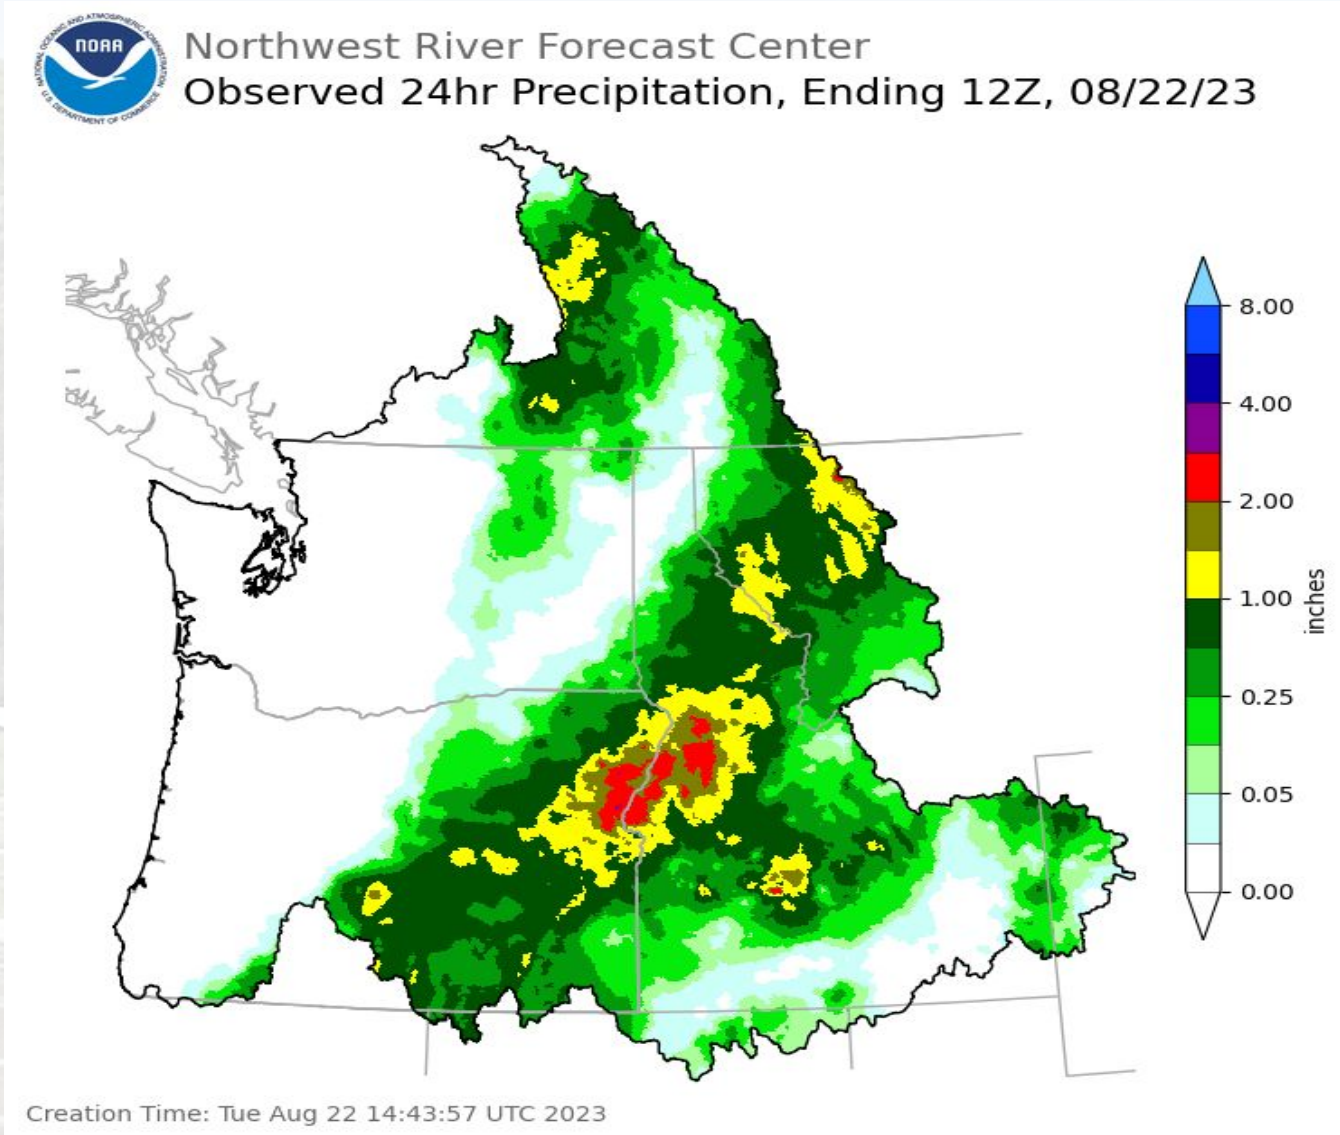 NATIONAL OCEANIC AND ATMOSPHERIC ADMINISTRATION
NOAA
U.S. DEPARTMENT OF COMMERCE
Northwest River Forecast Center
Observed 24hr Precipitation, Ending 12Z, 08/22/23
8.00
4.00
2.00
1.00
0.25
0.05
0.00
inches
Creation Time: Tue Aug 22 14:43:57 UTC 2023